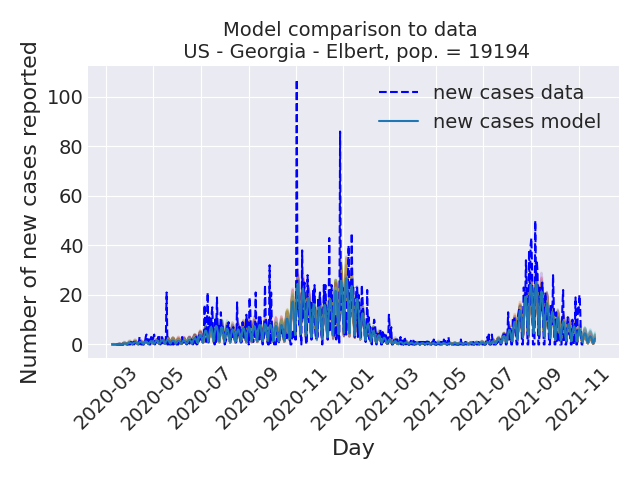 Model comparison to data
US - Georgia - Elbert, pop. = 19194
Number of new cases reported
100
80
60
40
20
0
new cases data
new cases model
2020-03
2020-05
2020-07
2020-09
2020-11
2021-01
2021-03
2021-05
2021-07
2021-09
2021-11
Day